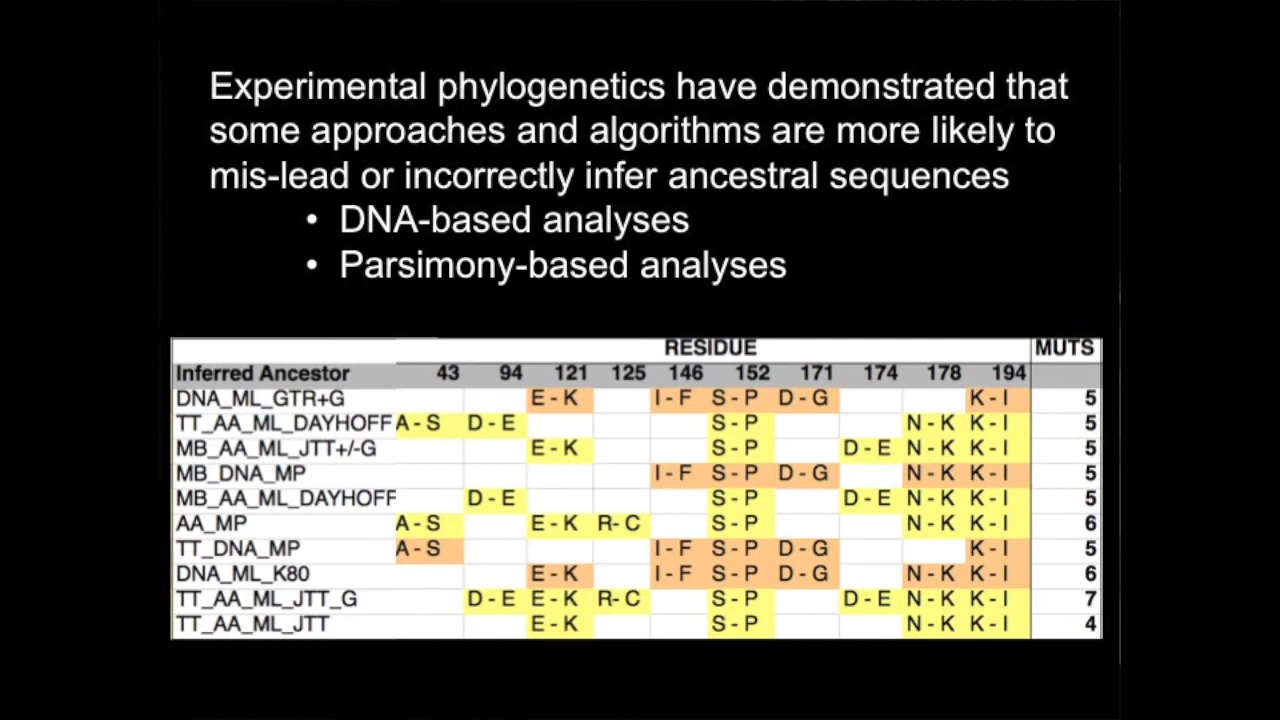 Experimental phylogenetics have demonstrated that
some approaches and algorithms are more likely to
mis-lead or incorrectly infer ancestral sequences
• DNA-based analyses
• Parsimony-based analyses
RESIDUE MUTS
Inferred Ancestor 43 94 121 125 146 152 171 174 178 194
DNA_ML_GTR+G E - K I - F S - P D - G K - I 5
TT_AA_ML_DAYHOFF A - S D - E S - P N - K K - I 5
MB_AA_ML_JTT+/-G E - K S - P D - E N - K K - I 5
MB_DNA_MP I - F S - P D - G N - K K - I 5
MB_AA_ML_DAYHOFF D - E S - P D - E N - K K - I 5
AA_MP A - S E - K R- C S - P N - K K - I 6
TT_DNA_MP A - S I - F S - P D - G K - I 5
DNA_ML_K80 E - K I - F S - P D - G N - K K - I 6
TT_AA_ML_JTT_G D - E E - K R- C S - P D - E N - K K - I 7
TT_AA_ML_JTT E - K S - P N - K K - I 4